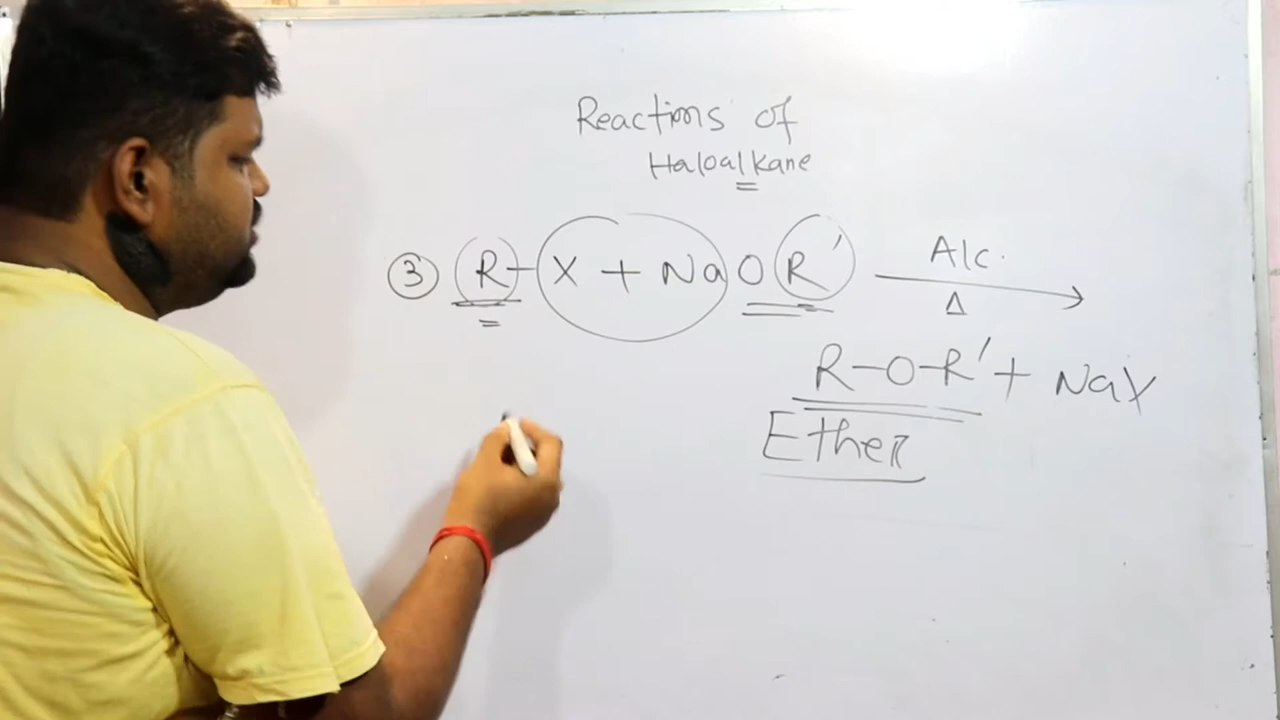 Reactions of
Haloalkane
③ R-X + NaOR' Alc. Δ →
R-O-R' + NaX
Ether